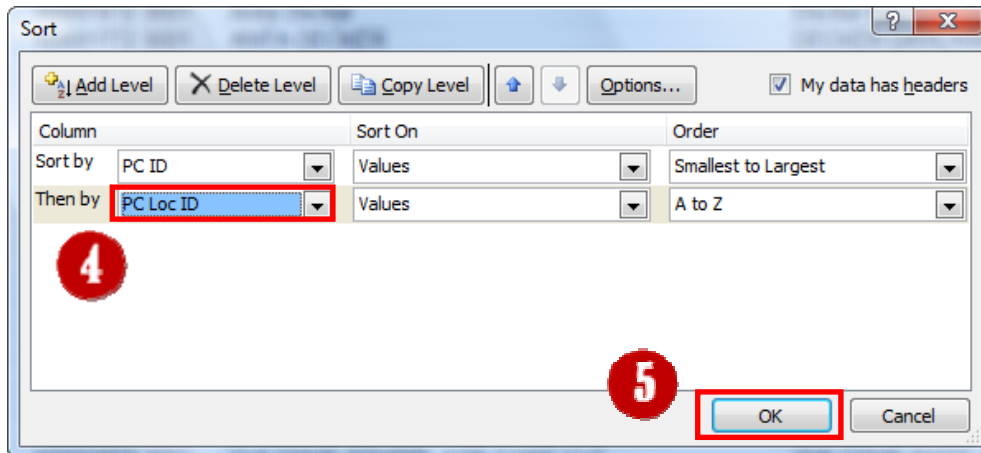 Sort
Add Level Delete Level Copy Level Options... My data has headers
Column Sort On Order
Sort by PC ID Values Smallest to Largest
Then by PC Loc ID Values A to Z
4
5
OK Cancel